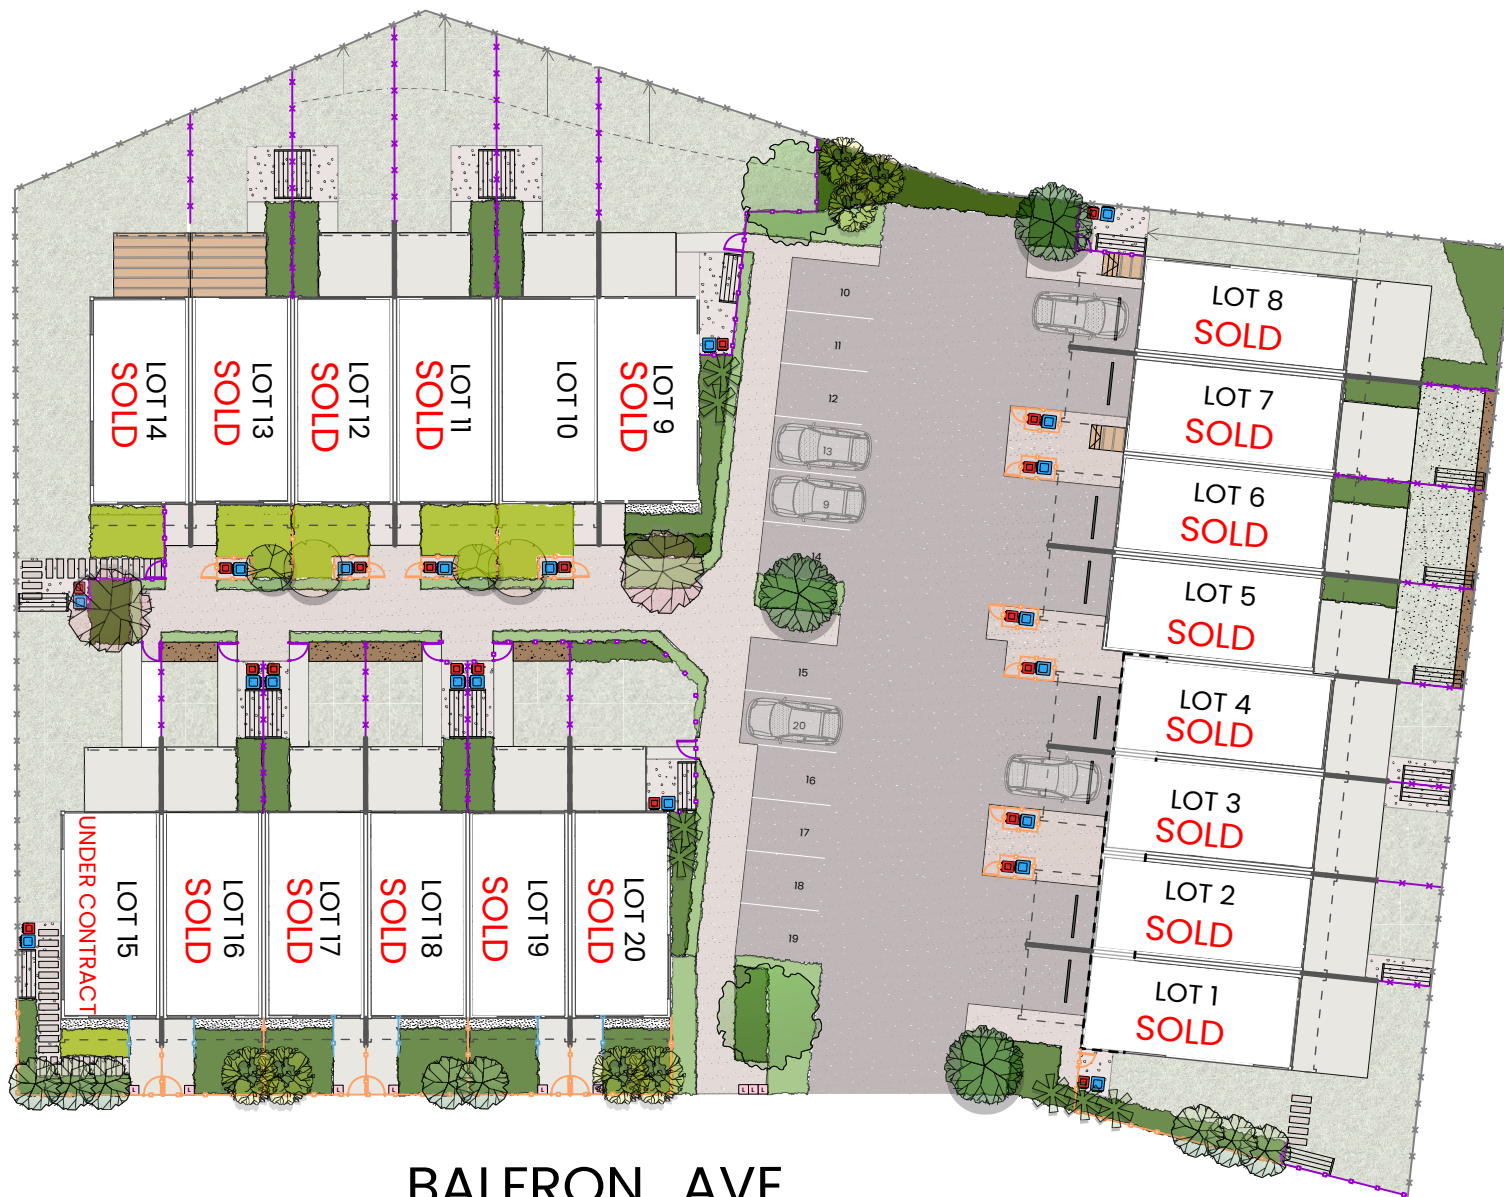 LOT 14
SOLD
LOT 13
SOLD
LOT 12
SOLD
LOT 11
SOLD
LOT 10
LOT 9
SOLD
10
11
12
13
9
14
15
20
16
17
18
19
LOT 8
SOLD
LOT 7
SOLD
LOT 6
SOLD
LOT 5
SOLD
LOT 4
SOLD
LOT 3
SOLD
LOT 2
SOLD
LOT 1
SOLD
LOT 15
UNDER CONTRACT
LOT 16
SOLD
LOT 17
SOLD
LOT 18
SOLD
LOT 19
SOLD
LOT 20
SOLD
L
L
L
L
L
L
L L L
BALFRON AVE